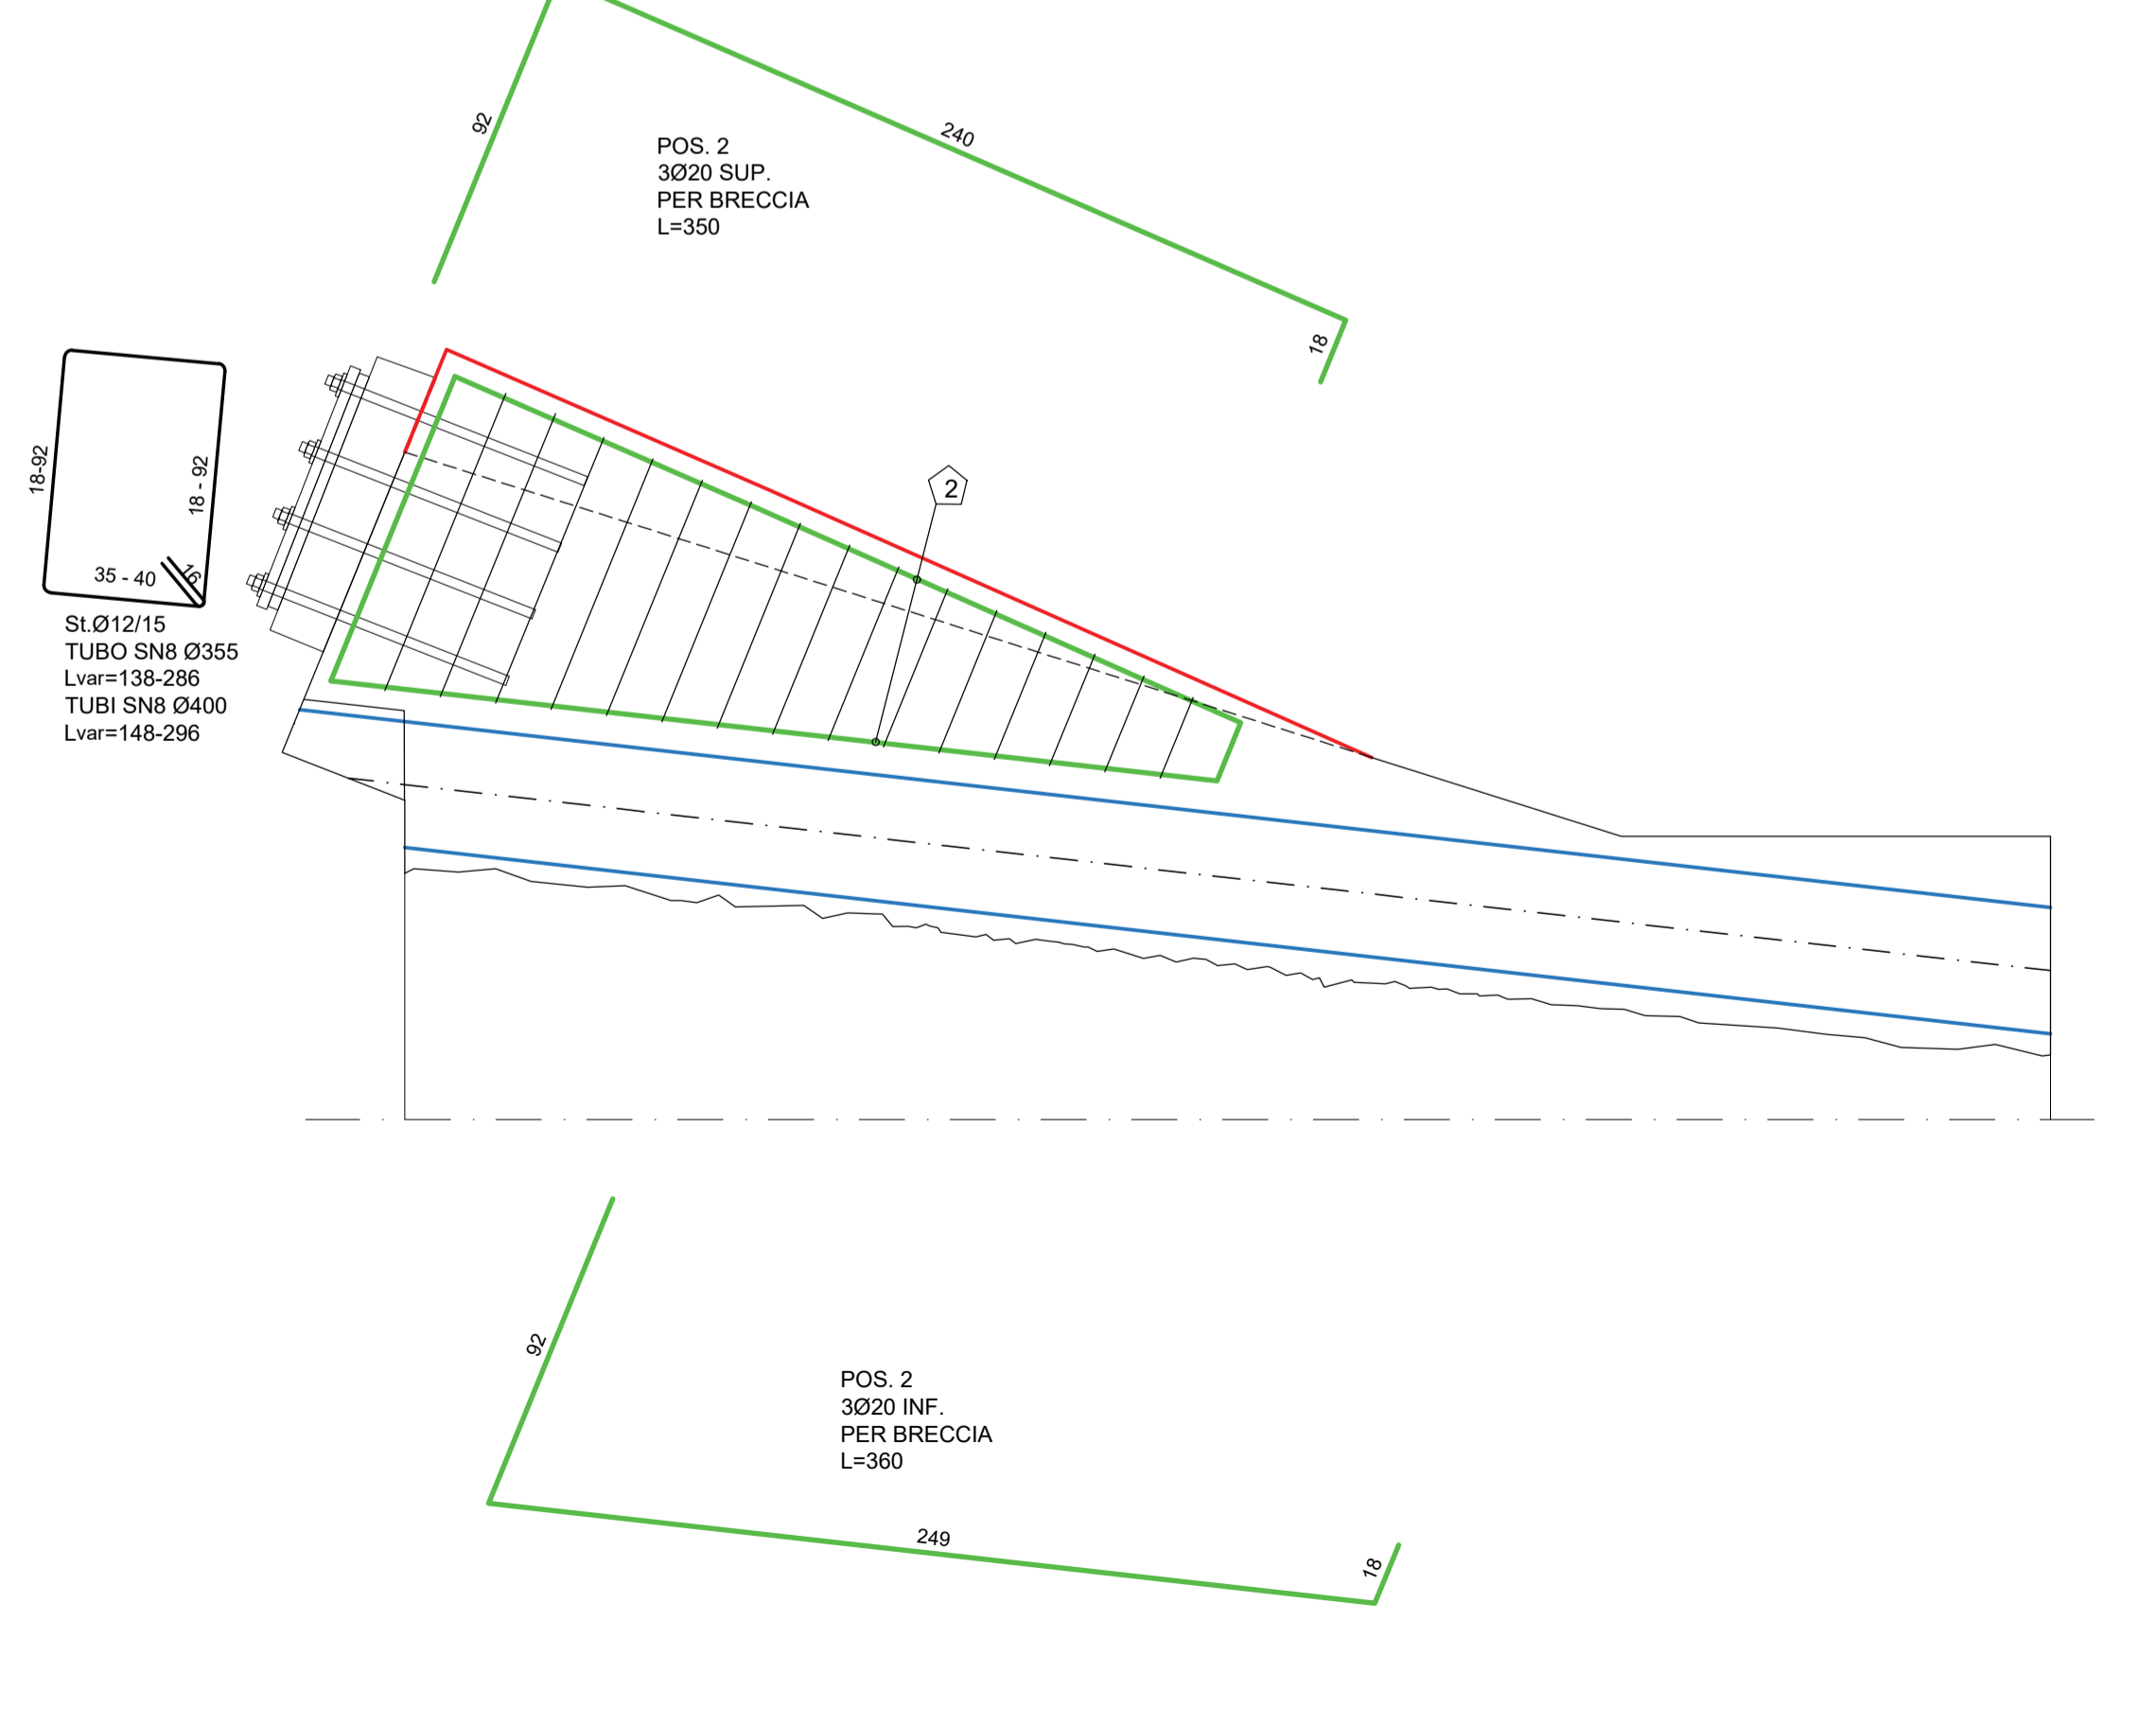 92
240
POS. 2
3Ø20 SUP.
PER BRECCIA
L=350
18
18-92
18 - 92
35 - 40
16
2
St.Ø12/15
TUBO SN8 Ø355
Lvar=138-286
TUBI SN8 Ø400
Lvar=148-296
92
POS. 2
3Ø20 INF.
PER BRECCIA
L=360
249
18